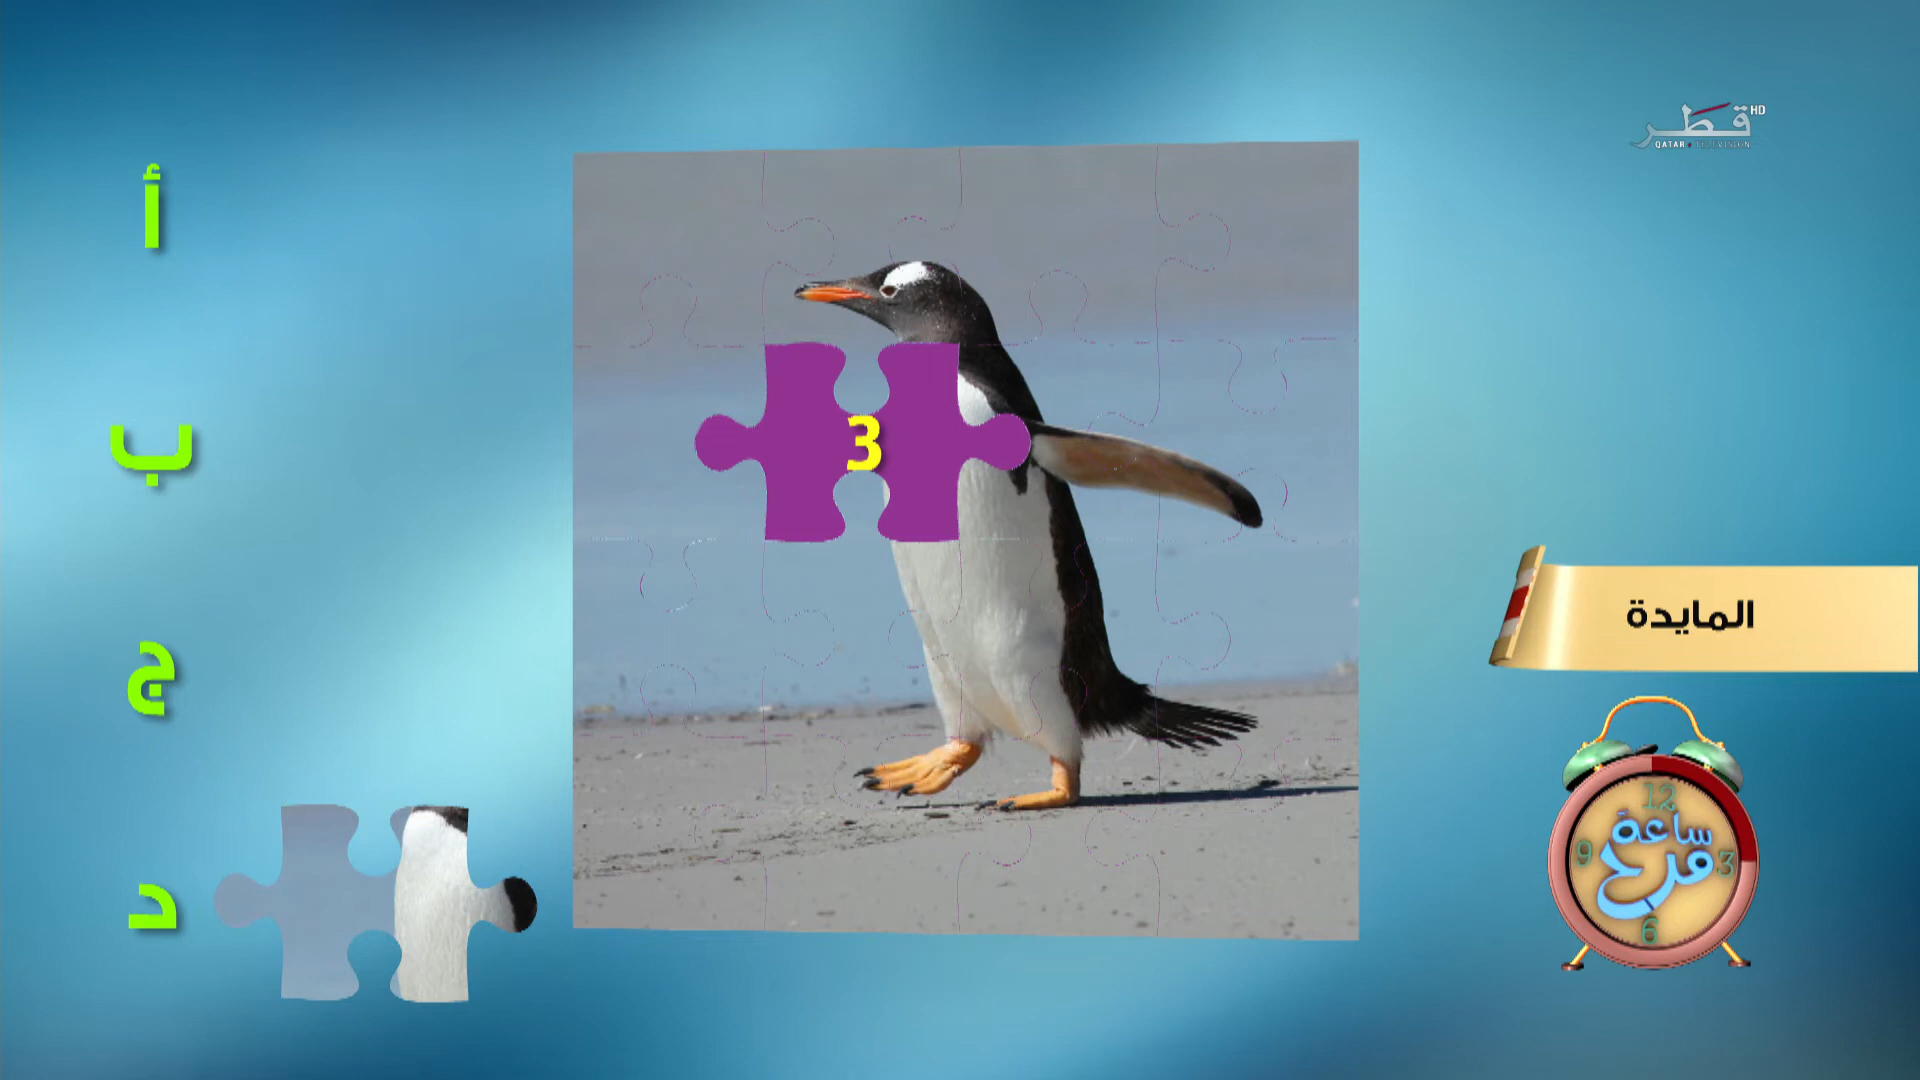 قطر HD
QATAR TELEVISION
أ
ب
ج
د
3
المايدة
12
3
6
9
ساعة
فرح